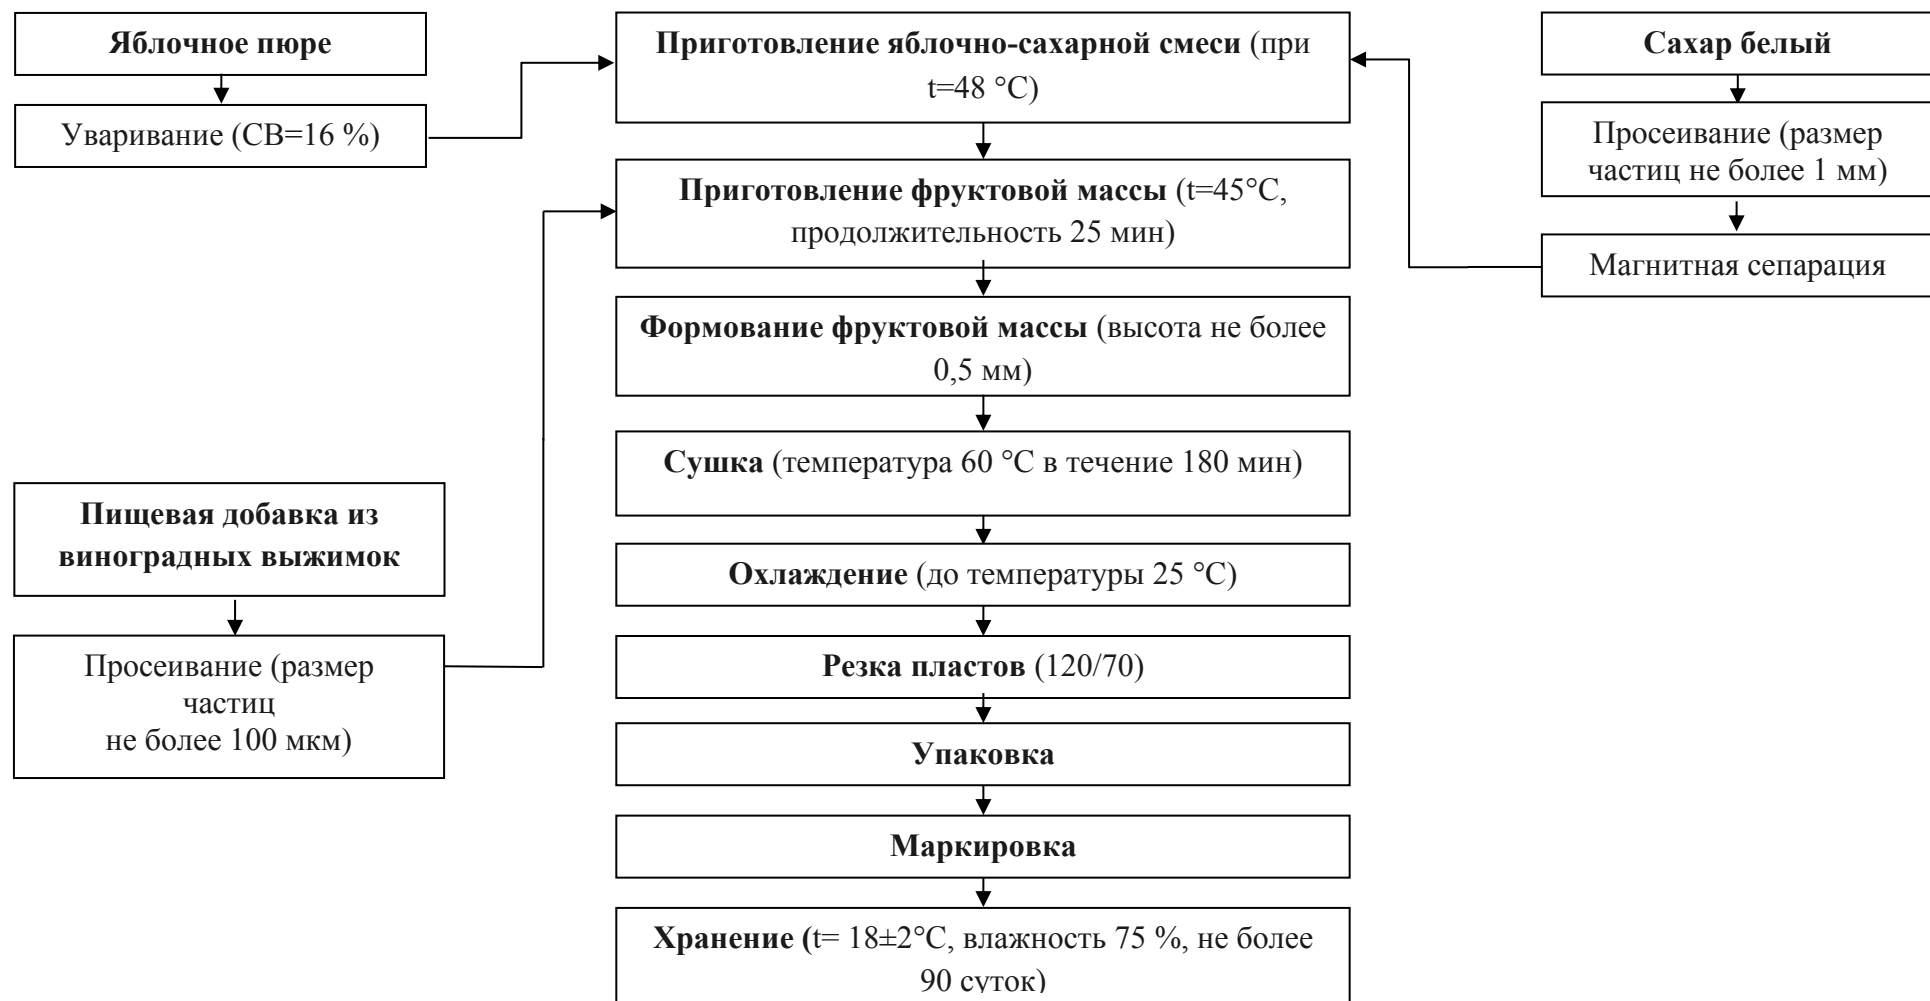 Яблочное пюре
Уваривание (СВ=16 %)
Приготовление яблочно-сахарной смеси (при
t=48 °C)
Сахар белый
Просеивание (размер
частиц не более 1 мм)
Магнитная сепарация
Приготовление фруктовой массы (t=45°C,
продолжительность 25 мин)
Формование фруктовой массы (высота не более
0,5 мм)
Сушка (температура 60 °C в течение 180 мин)
Пищевая добавка из
виноградных выжимок
Просеивание (размер
частиц
не более 100 мкм)
Охлаждение (до температуры 25 °C)
Резка пластов (120/70)
Упаковка
Маркировка
Хранение (t= 18±2°C, влажность 75 %, не более
90 суток)